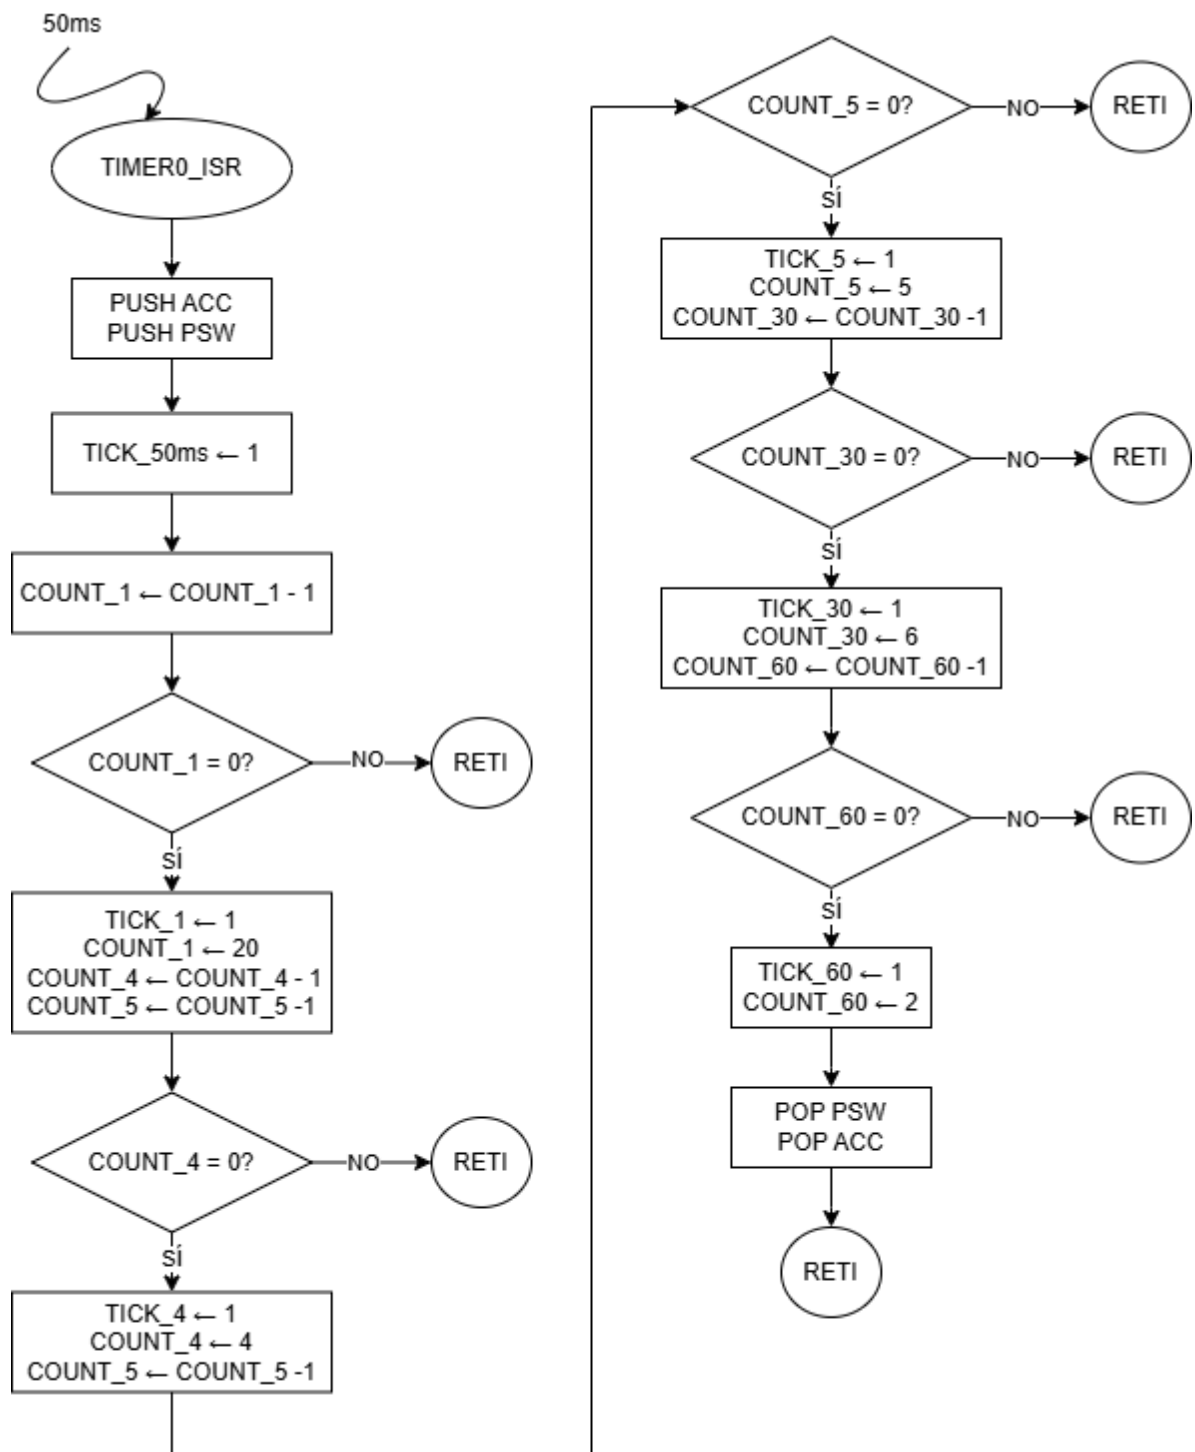 50ms
TIMER0_ISR
PUSH ACC
PUSH PSW
TICK_50ms ← 1
COUNT_1 ← COUNT_1 - 1
COUNT_1 = 0?
NO
RETI
SÍ
TICK_1 ← 1
COUNT_1 ← 20
COUNT_4 ← COUNT_4 - 1
COUNT_5 ← COUNT_5 -1
COUNT_4 = 0?
NO
RETI
SÍ
TICK_4 ← 1
COUNT_4 ← 4
COUNT_5 ← COUNT_5 -1
COUNT_5 = 0?
NO
RETI
SÍ
TICK_5 ← 1
COUNT_5 ← 5
COUNT_30 ← COUNT_30 -1
COUNT_30 = 0?
NO
RETI
SÍ
TICK_30 ← 1
COUNT_30 ← 6
COUNT_60 ← COUNT_60 -1
COUNT_60 = 0?
NO
RETI
SÍ
TICK_60 ← 1
COUNT_60 ← 2
POP PSW
POP ACC
RETI